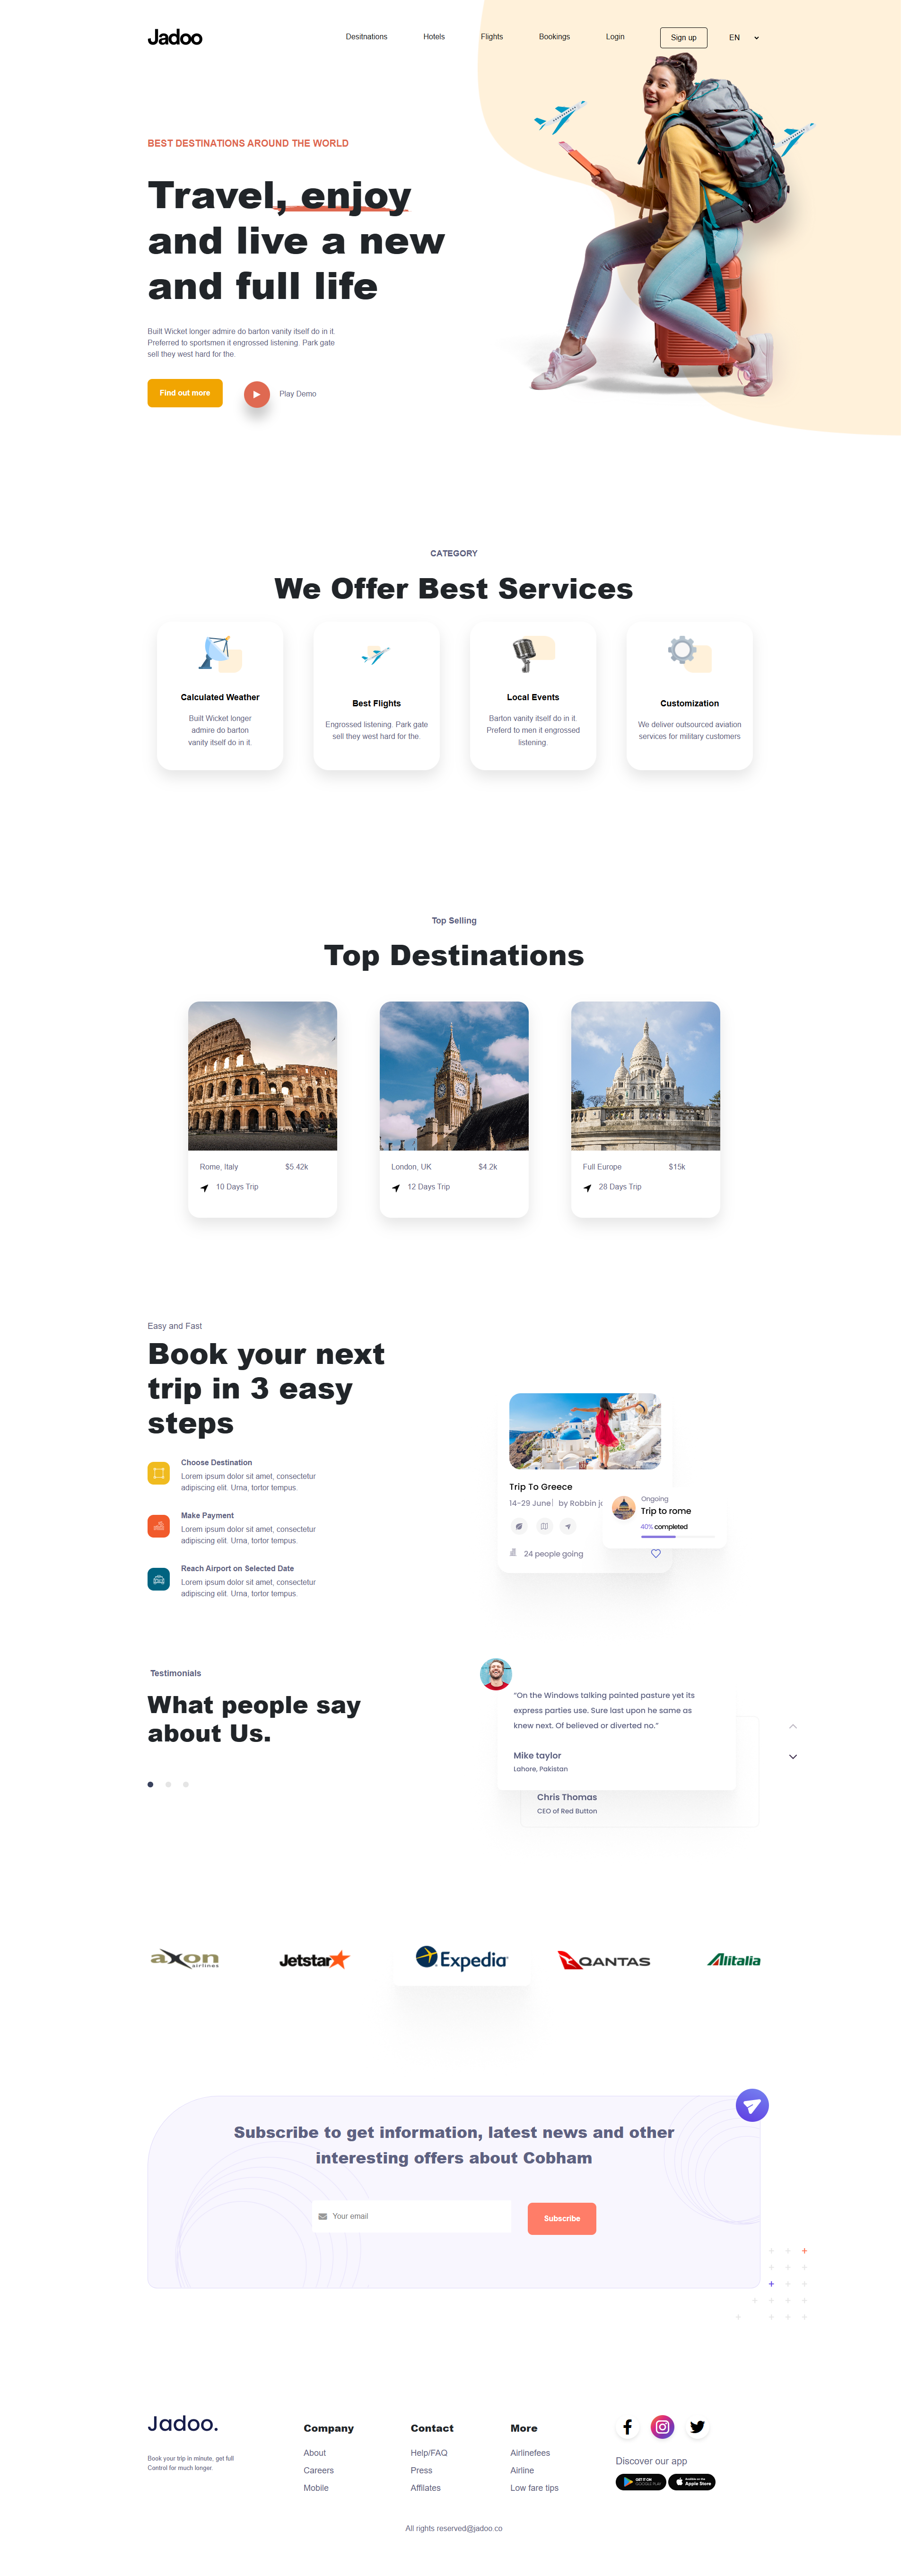 Jadoo
Desitnations Hotels Flights Bookings Login Sign up EN
BEST DESTINATIONS AROUND THE WORLD
Travel, enjoy
and live a new
and full life
Built Wicket longer admire do barton vanity itself do in it.
Preferred to sportsmen it engrossed listening. Park gate
sell they west hard for the.
Find out more
Play Demo
CATEGORY
We Offer Best Services
Calculated Weather
Built Wicket longer
admire do barton
vanity itself do in it.
Best Flights
Engrossed listening. Park gate
sell they west hard for the.
Local Events
Barton vanity itself do in it.
Preferd to men it engrossed
listening.
Customization
We deliver outsourced aviation
services for military customers
Top Selling
Top Destinations
Rome, Italy $5.42k
10 Days Trip
London, UK $4.2k
12 Days Trip
Full Europe $15k
28 Days Trip
Easy and Fast
Book your next
trip in 3 easy
steps
Choose Destination
Lorem ipsum dolor sit amet, consectetur
adipiscing elit. Urna, tortor tempus.
Make Payment
Lorem ipsum dolor sit amet, consectetur
adipiscing elit. Urna, tortor tempus.
Reach Airport on Selected Date
Lorem ipsum dolor sit amet, consectetur
adipiscing elit. Urna, tortor tempus.
Trip To Greece
14-29 June | by Robbin
24 people going
Ongoing
Trip to rome
40% completed
Testimonials
What people say
about Us.
“On the Windows talking painted pasture yet its
express parties use. Sure last upon he same as
knew next. Of believed or diverted no.”
Mike taylor
Lahore, Pakistan
Chris Thomas
CEO of Red Button
axon
airlines
Jetstar
Expedia
QANTAS
Alitalia
Subscribe to get information, latest news and other
interesting offers about Cobham
Your email
Subscribe
Jadoo.
Book your trip in minute, get full
Control for much longer.
Company
About
Careers
Mobile
Contact
Help/FAQ
Press
Affilates
More
Airlinefees
Airline
Low fare tips
Discover our app
GET IT ON
GOOGLE PLAY
Available on the
Apple Store
All rights reserved@jadoo.co